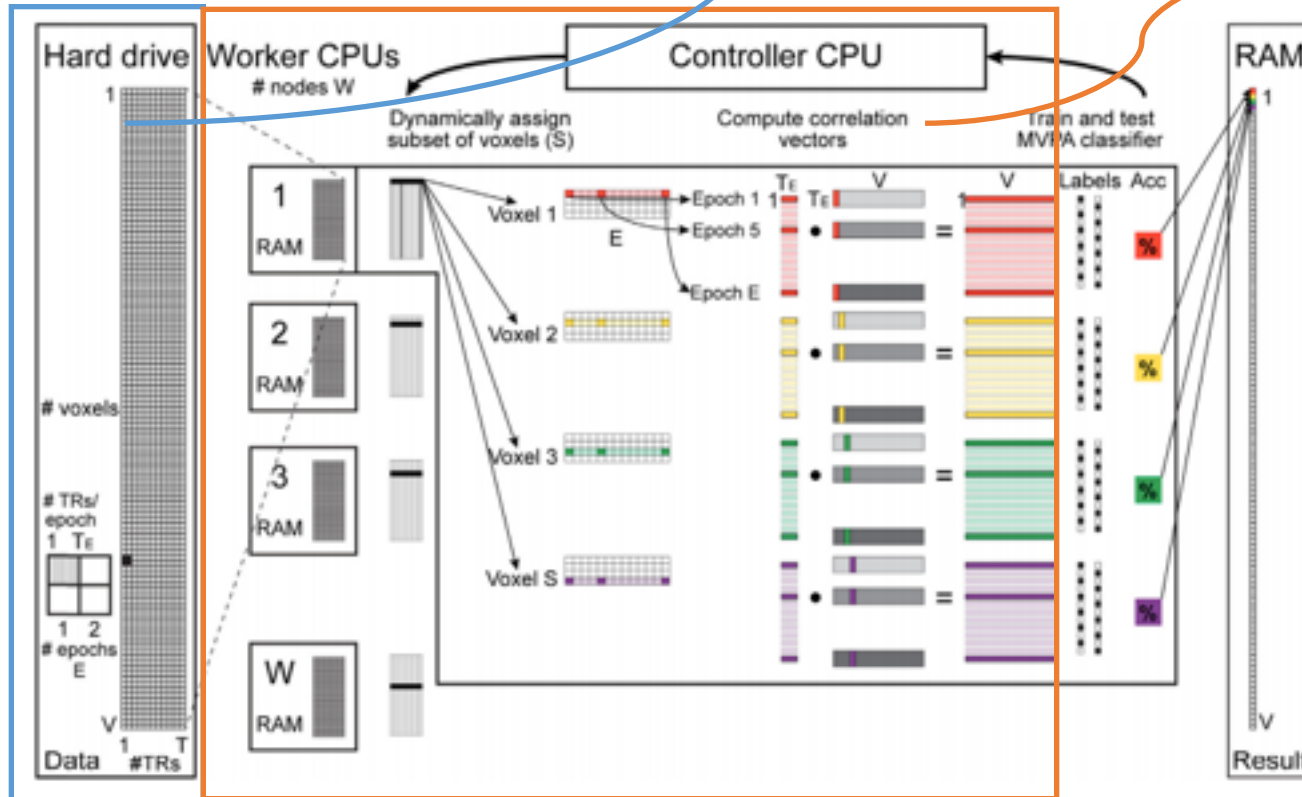 Hard drive
1
# voxels
# TRs/
epoch
1 TE
1 2
# epochs
E
V
1 T
Data #TRs
Worker CPUs
# nodes W
Controller CPU
Dynamically assign
subset of voxels (S)
Compute correlation
vectors
Train and test
MVPA classifier
1
RAM
2
RAM
3
RAM
W
RAM
Voxel 1
E
Epoch 1
Epoch 5
Epoch E
Voxel 2
Voxel 3
Voxel S
TE V V Labels Acc
1 TE 1
• =
%
• =
%
• =
%
• =
%
RAM
1
V
Result